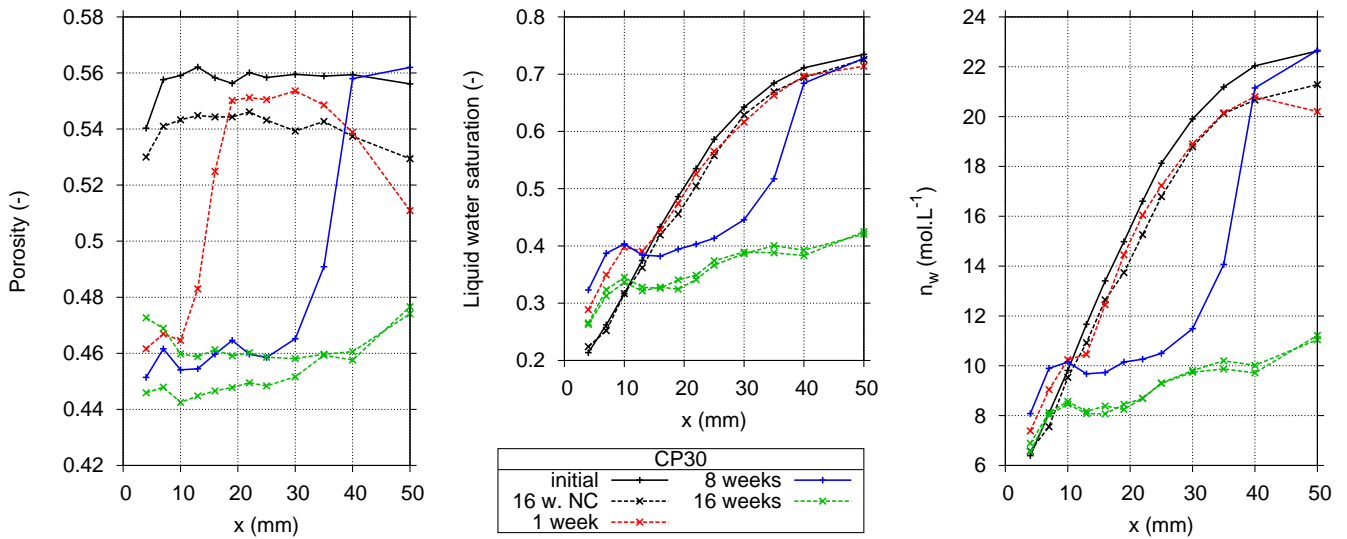 0.58
0.56
0.54
0.52
0.5
0.48
0.46
0.44
0.42
Porosity (-)
0 10 20 30 40 50
x (mm)
0.8
0.7
0.6
0.5
0.4
0.3
0.2
Liquid water saturation (-)
0 10 20 30 40 50
x (mm)
CP30
initial
16 w. NC
1 week
8 weeks
16 weeks
24
22
20
18
16
14
12
10
8
6
n_w (mol.L^-1)
0 10 20 30 40 50
x (mm)